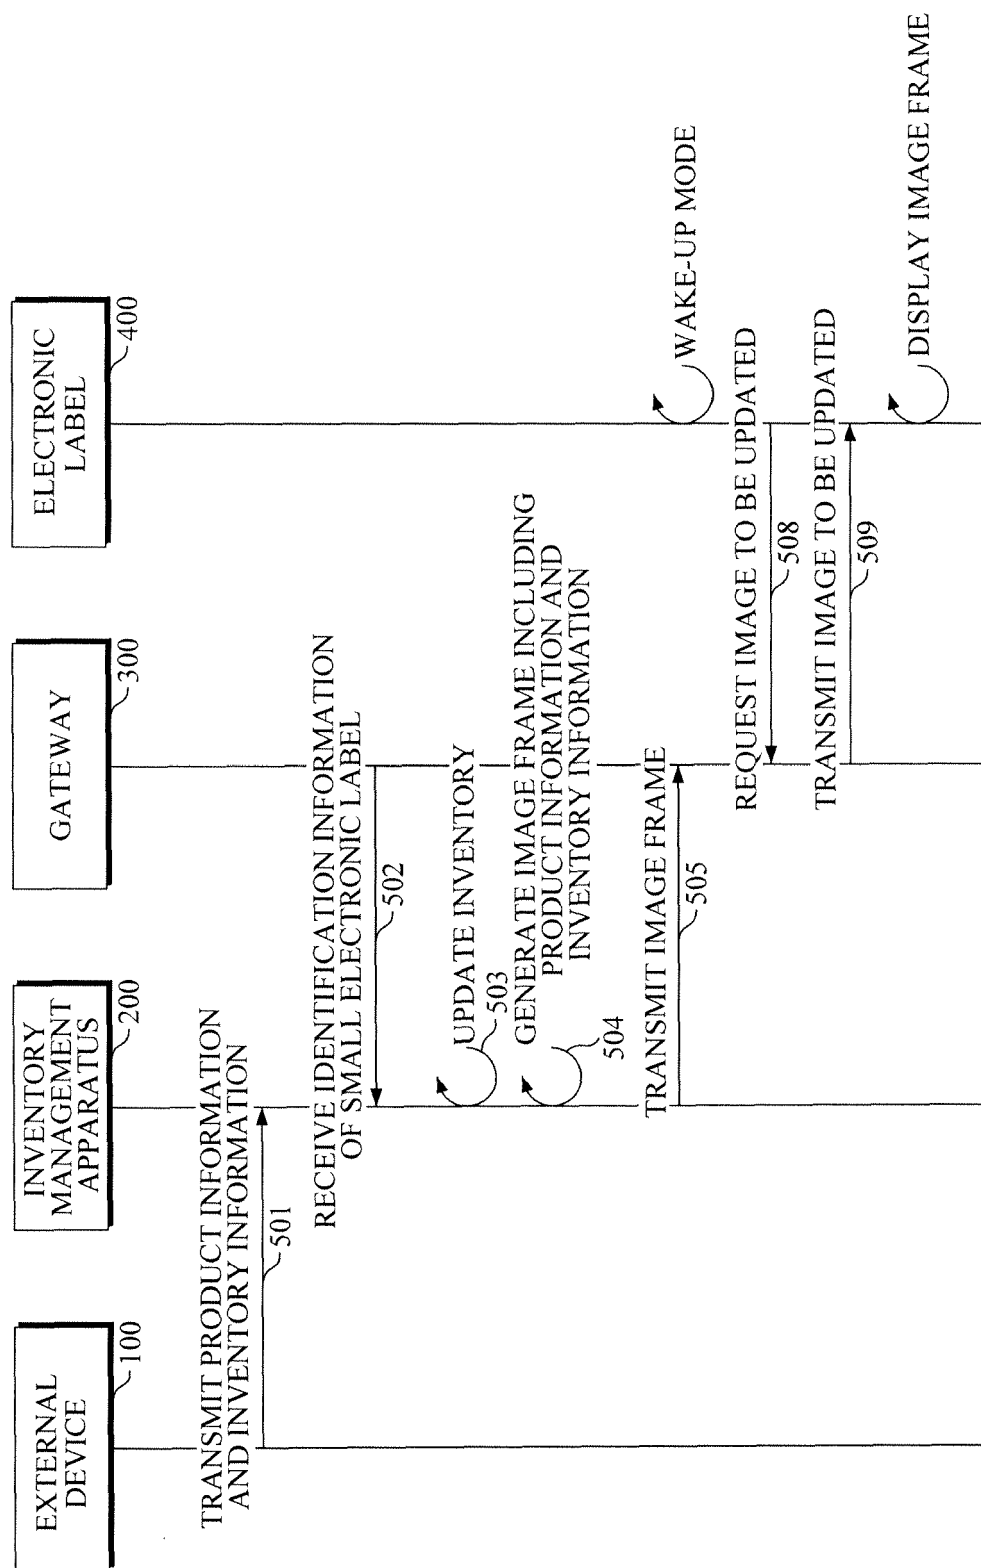 EXTERNAL
DEVICE
100
INVENTORY
MANAGEMENT
APPARATUS
200
GATEWAY
300
ELECTRONIC
LABEL
400
TRANSMIT PRODUCT INFORMATION
AND INVENTORY INFORMATION
501
RECEIVE IDENTIFICATION INFORMATION
OF SMALL ELECTRONIC LABEL
502
UPDATE INVENTORY
503
GENERATE IMAGE FRAME INCLUDING
PRODUCT INFORMATION AND
INVENTORY INFORMATION
504
TRANSMIT IMAGE FRAME
505
WAKE-UP MODE
REQUEST IMAGE TO BE UPDATED
508
TRANSMIT IMAGE TO BE UPDATED
509
DISPLAY IMAGE FRAME